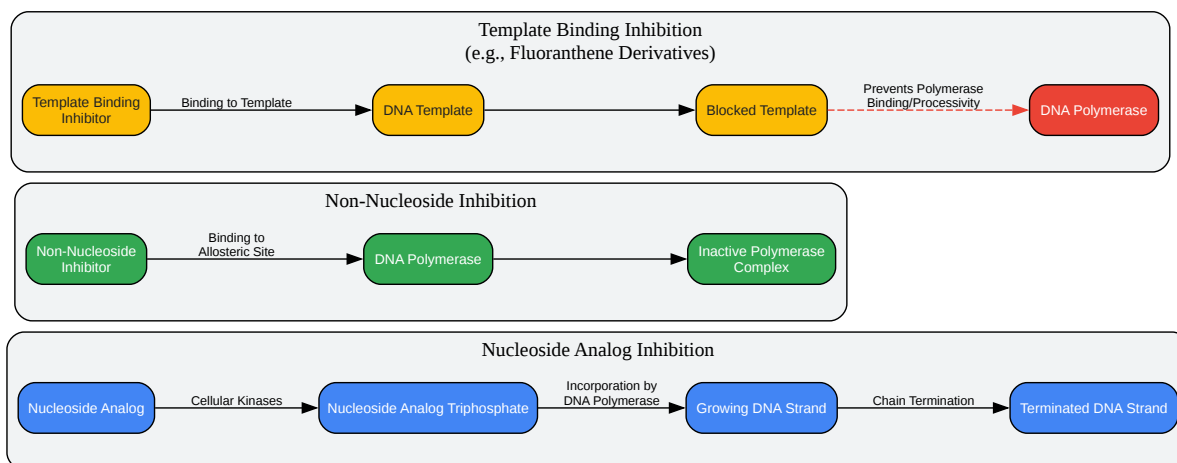 Template Binding Inhibition
(e.g., Fluoranthene Derivatives)
Template Binding
Inhibitor
Binding to Template
DNA Template
Blocked Template
Prevents Polymerase
Binding/Processivity
DNA Polymerase
Non-Nucleoside Inhibition
Non-Nucleoside
Inhibitor
Binding to
Allosteric Site
DNA Polymerase
Inactive Polymerase
Complex
Nucleoside Analog Inhibition
Nucleoside Analog
Cellular Kinases
Nucleoside Analog Triphosphate
Incorporation by
DNA Polymerase
Growing DNA Strand
Chain Termination
Terminated DNA Strand